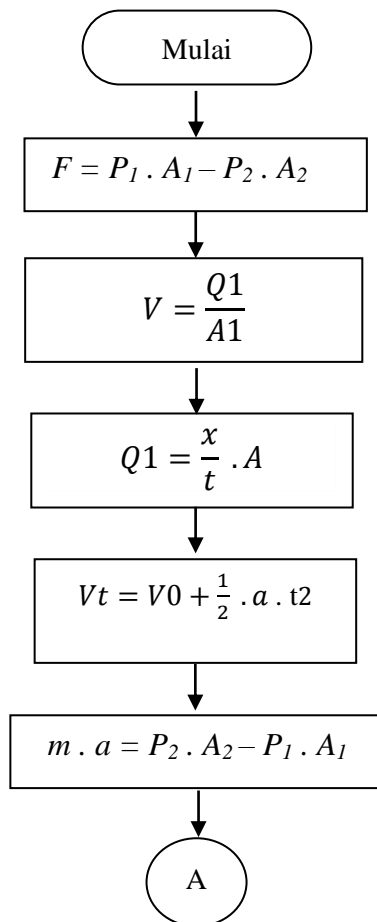 Mulai
F = P₁ . A₁ – P₂ . A₂
V = Q1/A1
Q1 = x/t . A
Vt = V0 + 1/2 . a . t2
m . a = P₂ . A₂ – P₁ . A₁
A